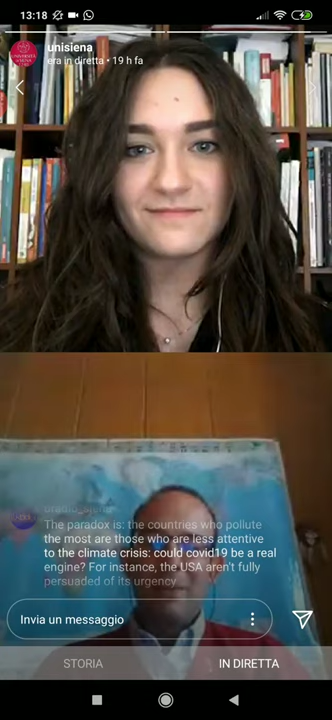 13:18
unisiena
era in diretta • 19 h fa
The paradox is: the countries who pollute
the most are those who are less attentive
to the climate crisis: could covid19 be a real
engine? For instance, the USA aren't fully
persuaded of its urgency
Invia un messaggio
STORIA
IN DIRETTA